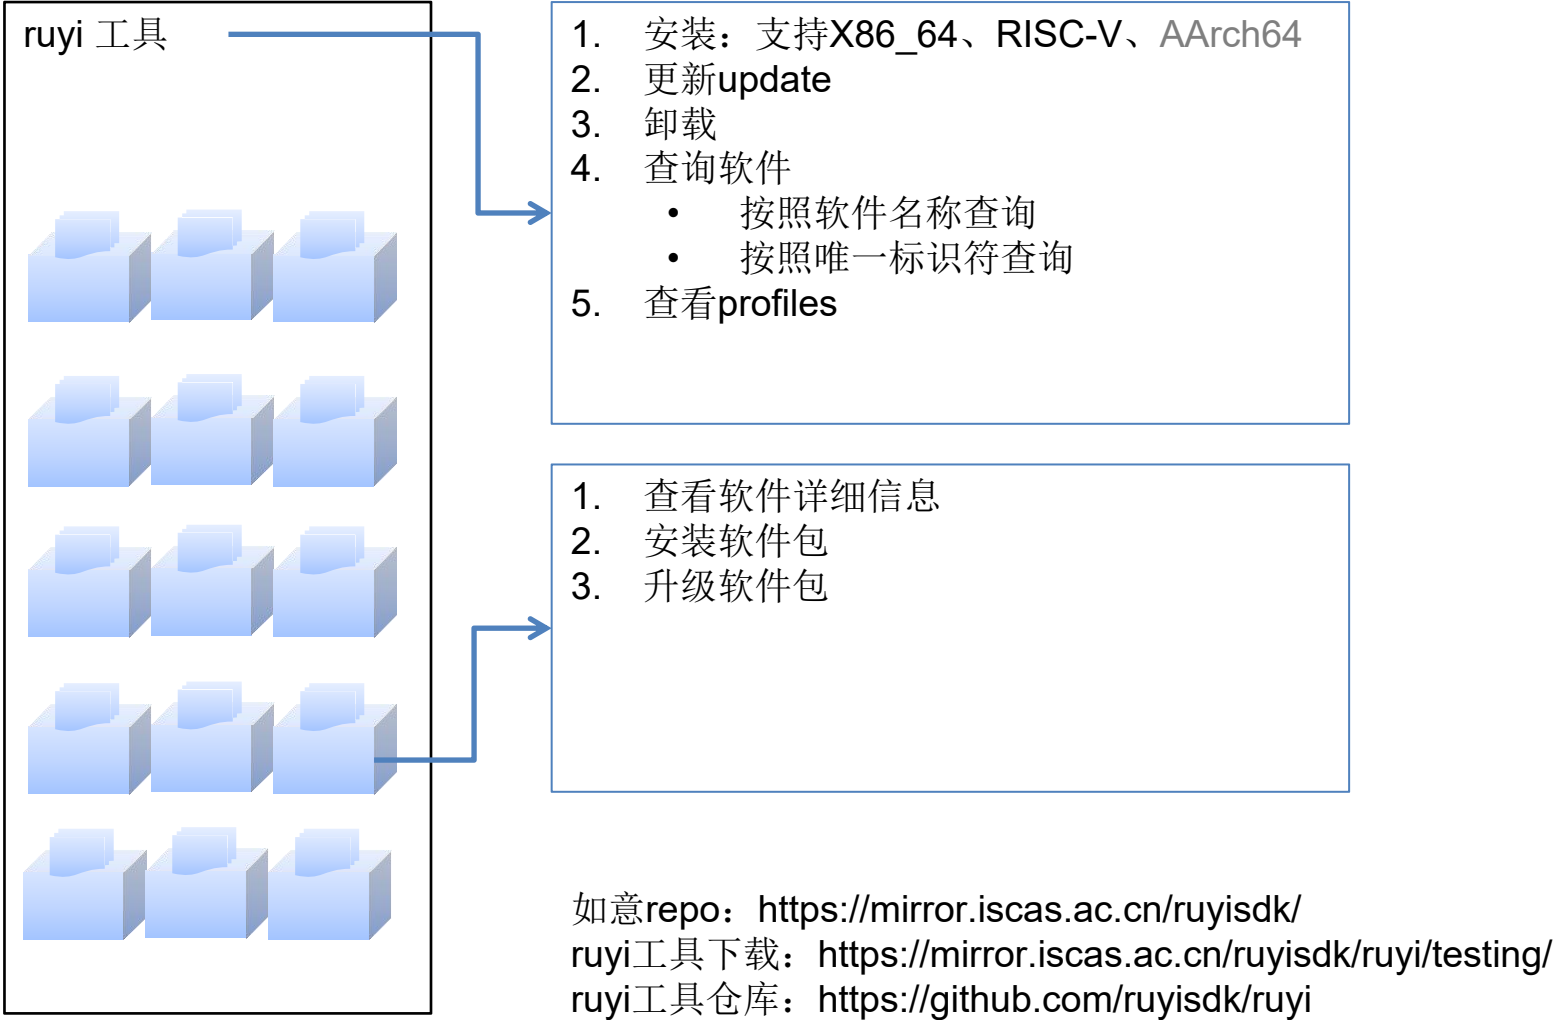 ruyi 工具
1. 安装：支持X86_64、RISC-V、AArch64
2. 更新update
3. 卸载
4. 查询软件
• 按照软件名称查询
• 按照唯一标识符查询
5. 查看profiles
1. 查看软件详细信息
2. 安装软件包
3. 升级软件包
如意repo：https://mirror.iscas.ac.cn/ruyisdk/
ruyi工具下载：https://mirror.iscas.ac.cn/ruyisdk/ruyi/testing/
ruyi工具仓库：https://github.com/ruyisdk/ruyi